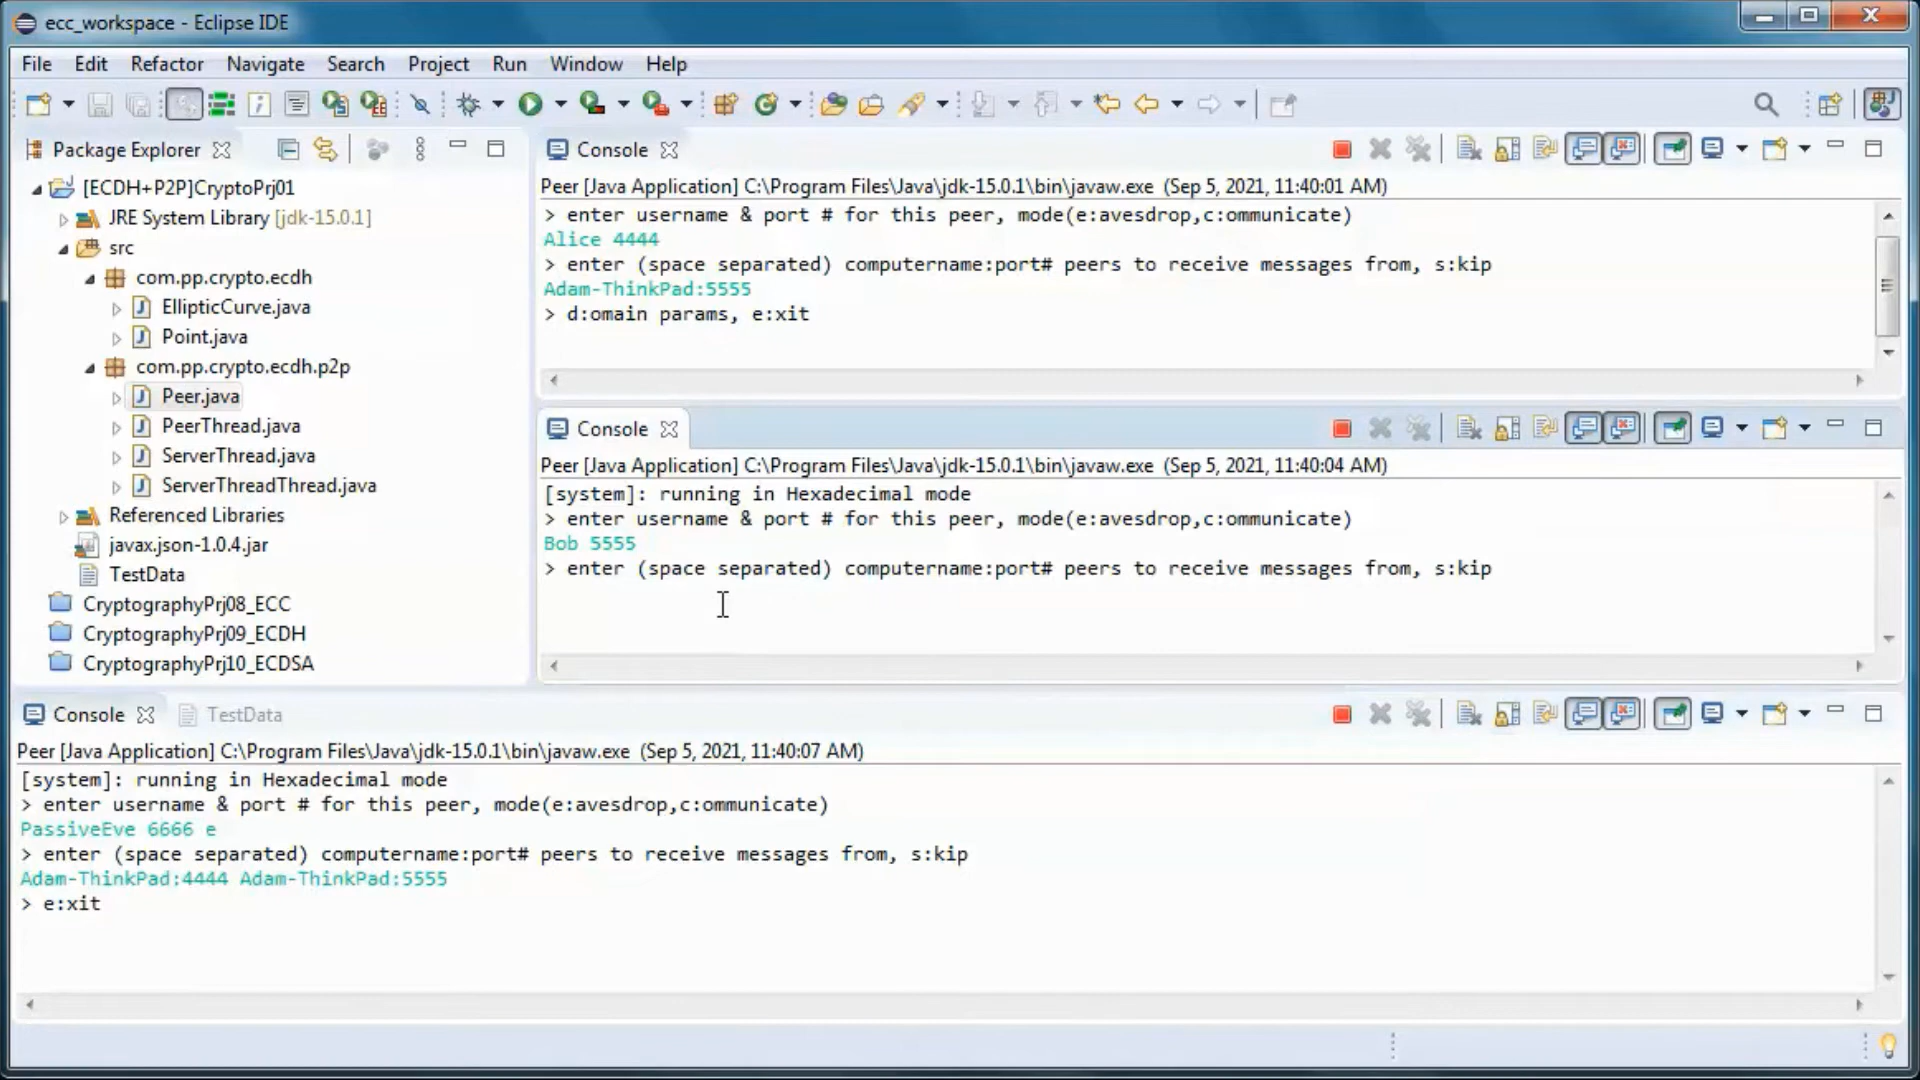 ecc_workspace - Eclipse IDE
File Edit Refactor Navigate Search Project Run Window Help
Package Explorer
[ECDH+P2P]CryptoPrj01
JRE System Library [jdk-15.0.1]
src
com.pp.crypto.ecdh
EllipticCurve.java
Point.java
com.pp.crypto.ecdh.p2p
Peer.java
PeerThread.java
ServerThread.java
ServerThreadThread.java
Referenced Libraries
javax.json-1.0.4.jar
TestData
CryptographyPrj08_ECC
CryptographyPrj09_ECDH
CryptographyPrj10_ECDSA
Console
Peer [Java Application] C:\Program Files\Java\jdk-15.0.1\bin\javaw.exe (Sep 5, 2021, 11:40:01 AM)
> enter username & port # for this peer, mode(e:avesdrop,c:ommunicate)
Alice 4444
> enter (space separated) computername:port# peers to receive messages from, s:kip
Adam-ThinkPad:5555
> d:omain params, e:xit
Console
Peer [Java Application] C:\Program Files\Java\jdk-15.0.1\bin\javaw.exe (Sep 5, 2021, 11:40:04 AM)
[system]: running in Hexadecimal mode
> enter username & port # for this peer, mode(e:avesdrop,c:ommunicate)
Bob 5555
> enter (space separated) computername:port# peers to receive messages from, s:kip
Console TestData
Peer [Java Application] C:\Program Files\Java\jdk-15.0.1\bin\javaw.exe (Sep 5, 2021, 11:40:07 AM)
[system]: running in Hexadecimal mode
> enter username & port # for this peer, mode(e:avesdrop,c:ommunicate)
PassiveEve 6666 e
> enter (space separated) computername:port# peers to receive messages from, s:kip
Adam-ThinkPad:4444 Adam-ThinkPad:5555
> e:xit